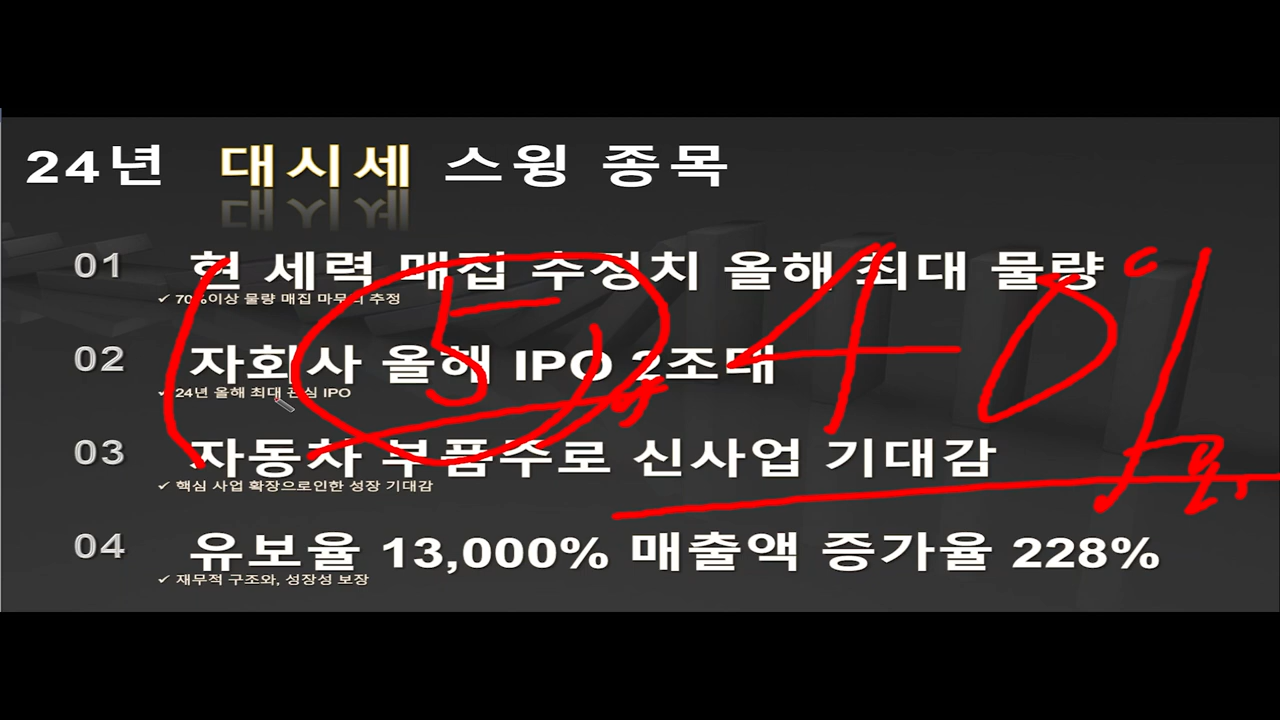 24년 대시세 스윙 종목
01 현 세력 매집 추정치 올해 최대 물량
✓ 70%이상 물량 매집 마무리 추정
02 자회사 올해 IPO 2조대
✓ 24년 올해 최대 관심 IPO
03 자동차 부품주로 신사업 기대감
✓ 핵심 사업 확장으로인한 성장 기대감
04 유보율 13,000% 매출액 증가율 228%
✓ 재무적 구조와, 성장성 보장
5
40%